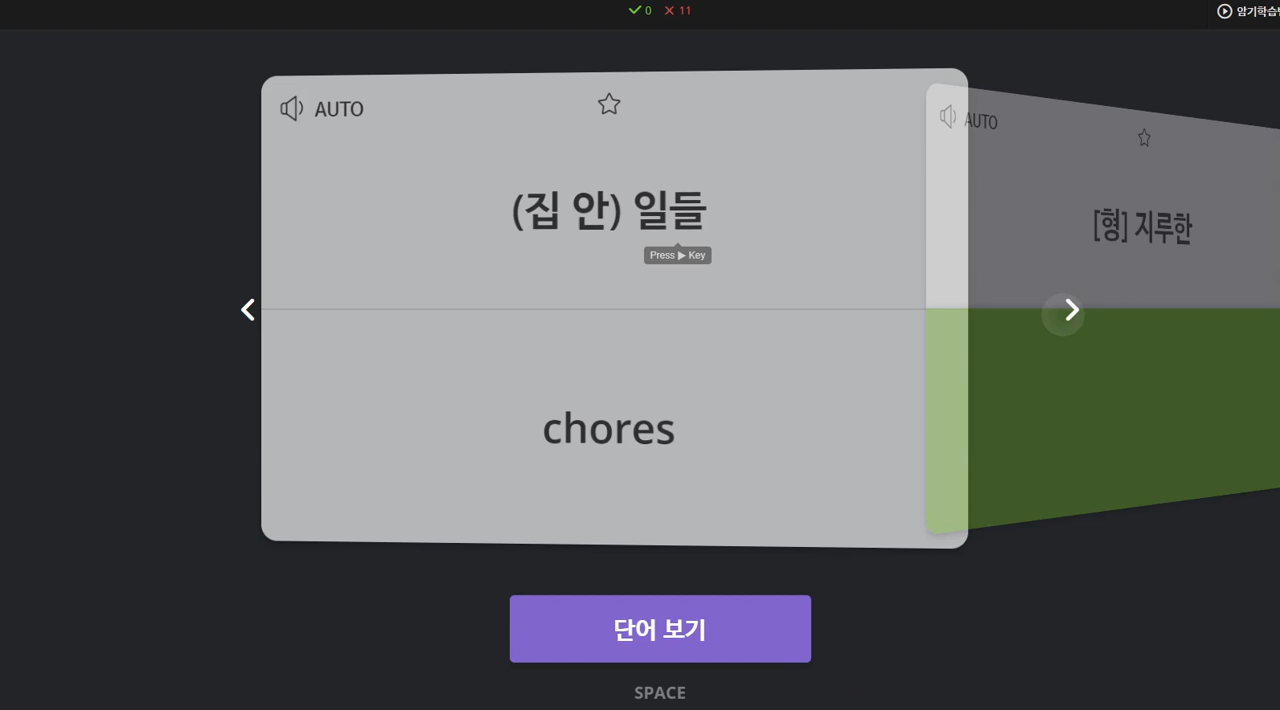 0 11
암기학습
AUTO
(집 안) 일들
Press ▶ Key
chores
AUTO
[형] 지루한
단어 보기
SPACE